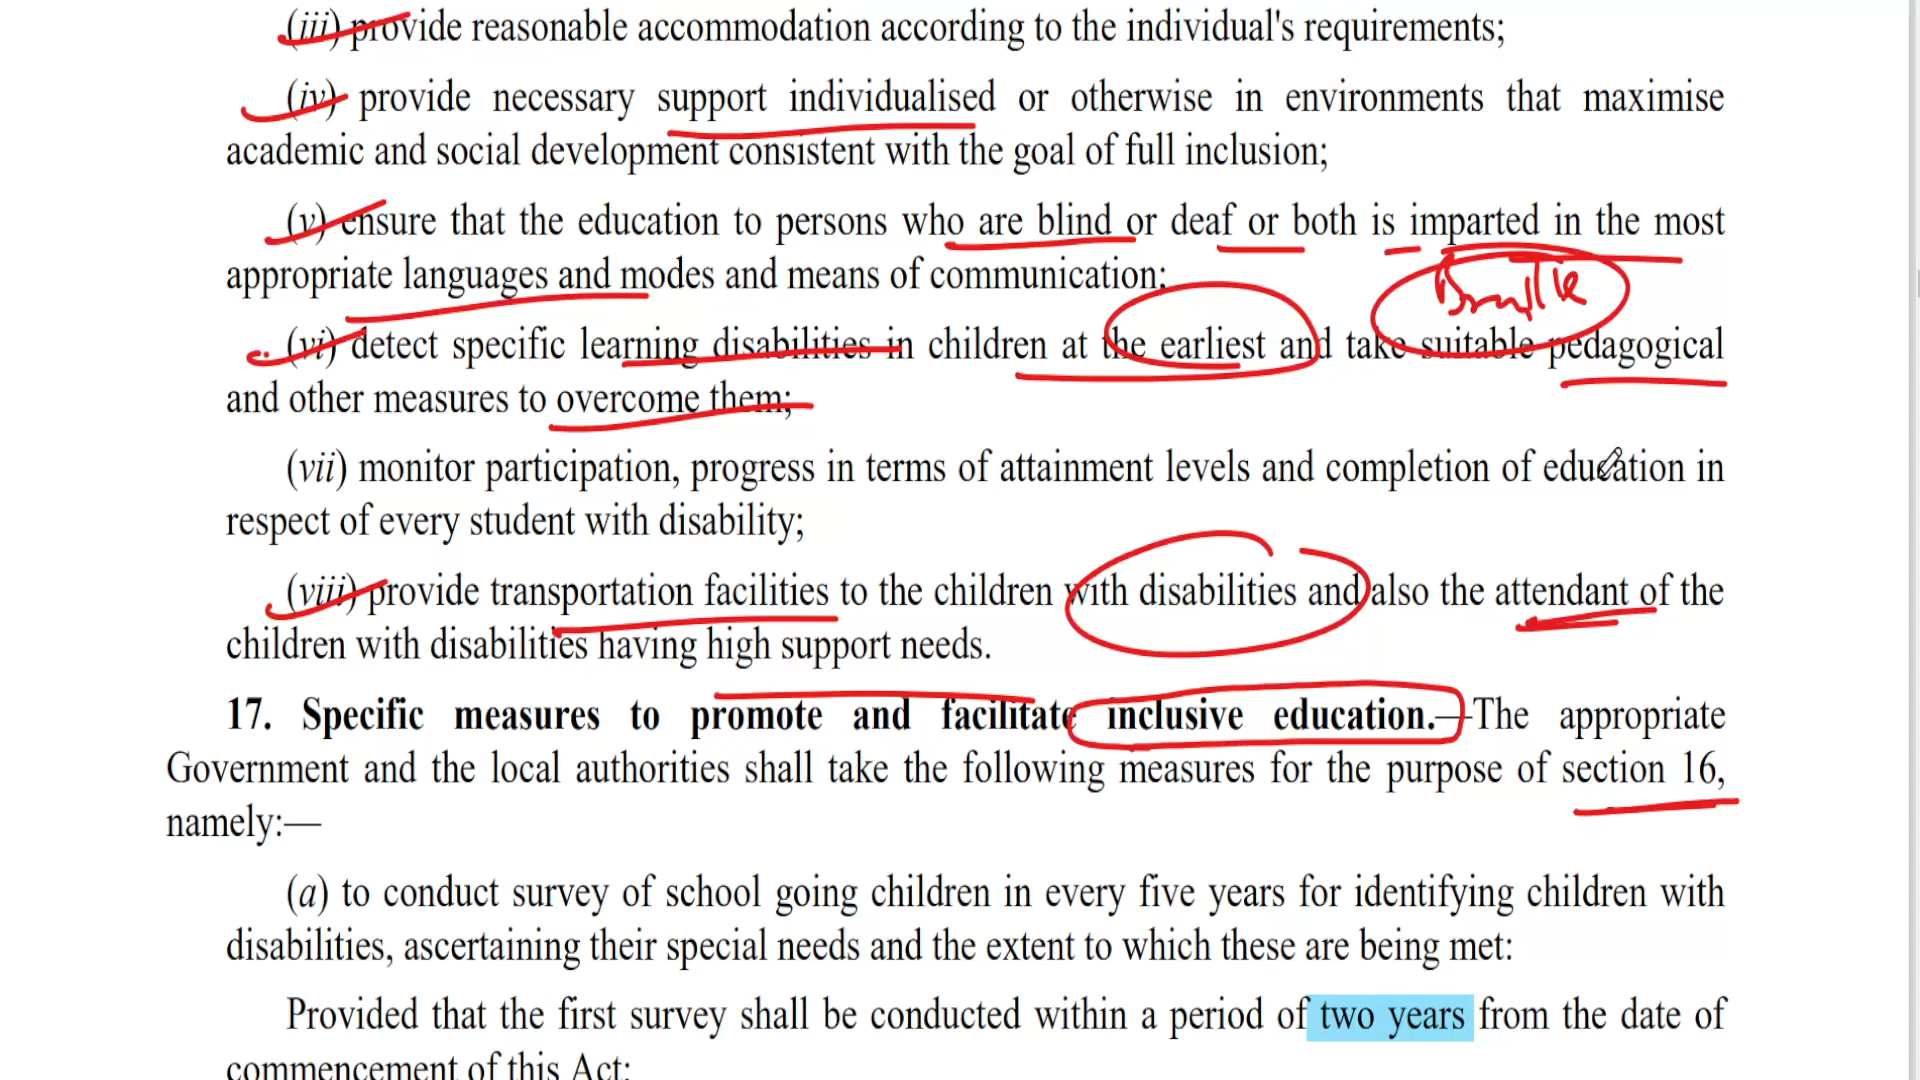 (iii) provide reasonable accommodation according to the individual's requirements;
(iv) provide necessary support individualised or otherwise in environments that maximise
academic and social development consistent with the goal of full inclusion;
(v) ensure that the education to persons who are blind or deaf or both is imparted in the most
appropriate languages and modes and means of communication;
Braille
(vi) detect specific learning disabilities in children at the earliest and take suitable pedagogical
and other measures to overcome them;
(vii) monitor participation, progress in terms of attainment levels and completion of education in
respect of every student with disability;
(viii) provide transportation facilities to the children with disabilities and also the attendant of the
children with disabilities having high support needs.
17. Specific measures to promote and facilitate inclusive education.—The appropriate
Government and the local authorities shall take the following measures for the purpose of section 16,
namely:—
(a) to conduct survey of school going children in every five years for identifying children with
disabilities, ascertaining their special needs and the extent to which these are being met:
Provided that the first survey shall be conducted within a period of two years from the date of
commencement of this Act;